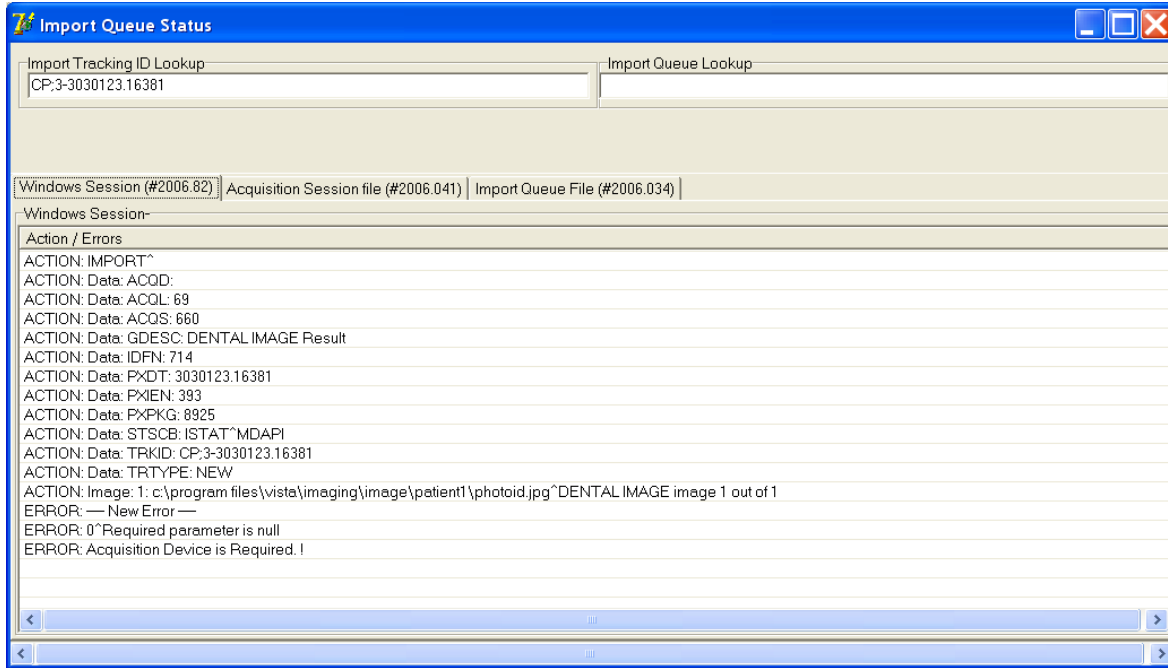 Import Queue Status
Import Tracking ID Lookup
Import Queue Lookup
CP;3-3030123.16381
Windows Session (#2006.82)
Acquisition Session file (#2006.041)
Import Queue File (#2006.034)
Windows Session-
Action / Errors
ACTION: IMPORT^
ACTION: Data: ACQD:
ACTION: Data: ACQL: 69
ACTION: Data: ACQS: 660
ACTION: Data: GDESC: DENTAL IMAGE Result
ACTION: Data: IDFN: 714
ACTION: Data: PXDT: 3030123.16381
ACTION: Data: PXIEN: 393
ACTION: Data: PXPKG: 8925
ACTION: Data: STSCB: ISTAT^MDAPI
ACTION: Data: TRKID: CP;3-3030123.16381
ACTION: Data: TRTYPE: NEW
ACTION: Image: 1: c:\program files\vista\imaging\image\patient1\photoid.jpg^DENTAL IMAGE image 1 out of 1
ERROR: ---- New Error ----
ERROR: 0^Required parameter is null
ERROR: Acquisition Device is Required. !